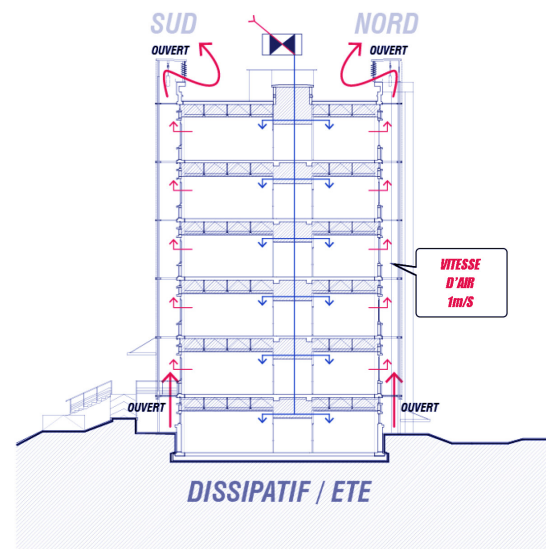 SUD
NORD
OUVERT
OUVERT
VITESSE
D'AIR
1m/S
OUVERT
OUVERT
DISSIPATIF / ETE